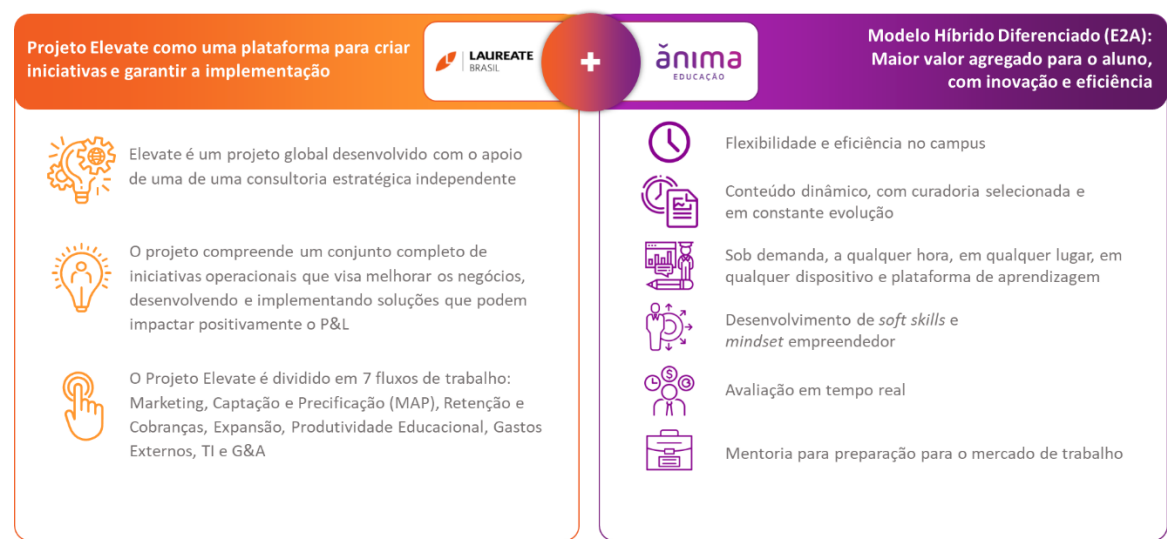 Projeto Elevate como uma plataforma para criar
iniciativas e garantir a implementação
LAUREATE
BRASIL
+
ănima
EDUCAÇÃO
Modelo Híbrido Diferenciado (E2A):
Maior valor agregado para o aluno,
com inovação e eficiência
Elevate é um projeto global desenvolvido com o apoio
de uma de uma consultoria estratégica independente
O projeto compreende um conjunto completo de
iniciativas operacionais que visa melhorar os negócios,
desenvolvendo e implementando soluções que podem
impactar positivamente o P&L
O Projeto Elevate é dividido em 7 fluxos de trabalho:
Marketing, Captação e Precificação (MAP), Retenção e
Cobranças, Expansão, Produtividade Educacional, Gastos
Externos, TI e G&A
Flexibilidade e eficiência no campus
Conteúdo dinâmico, com curadoria selecionada e
em constante evolução
Sob demanda, a qualquer hora, em qualquer lugar, em
qualquer dispositivo e plataforma de aprendizagem
Desenvolvimento de soft skills e
mindset empreendedor
Avaliação em tempo real
Mentoria para preparação para o mercado de trabalho